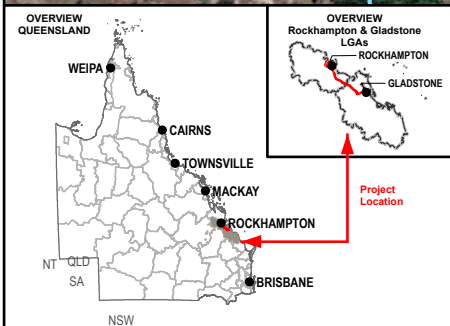 OVERVIEW
QUEENSLAND
WEIPA
CAIRNS
TOWNSVILLE
MACKAY
ROCKHAMPTON
BRISBANE
NT QLD
SA
NSW
OVERVIEW
Rockhampton & Gladstone
LGAs
ROCKHAMPTON
GLADSTONE
Project
Location